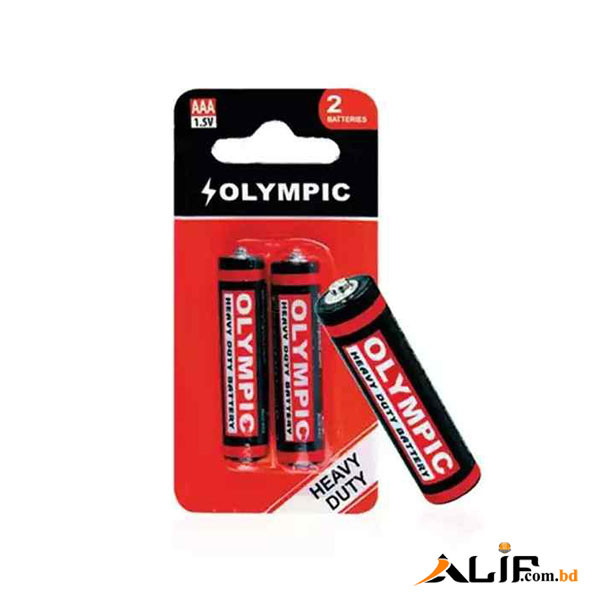 AAA
1.5V
2
BATTERIES
OLYMPIC
OLYMPIC
HEAVY DUTY BATTERY
OLYMPIC
HEAVY DUTY BATTERY
OLYMPIC
HEAVY DUTY BATTERY
HEAVY
DUTY
ALIF.com.bd